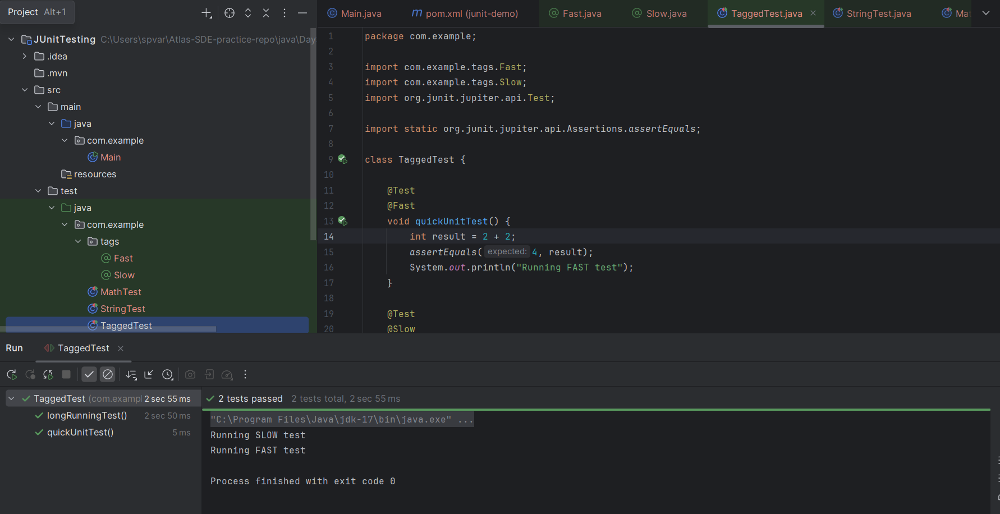 Project Alt+1
Main.java
pom.xml (junit-demo)
Fast.java
Slow.java
TaggedTest.java
StringTest.java
Mat
JUnitTesting C:\Users\spvar\Atlas-SDE-practice-repo\java\Day
.idea
.mvn
src
main
java
com.example
Main
resources
test
java
com.example
tags
Fast
Slow
MathTest
StringTest
TaggedTest
1 package com.example;
2
3 import com.example.tags.Fast;
4 import com.example.tags.Slow;
5 import org.junit.jupiter.api.Test;
6
7 import static org.junit.jupiter.api.Assertions.assertEquals;
8
9 class TaggedTest {
10
11 @Test
12 @Fast
13 void quickUnitTest() {
14 int result = 2 + 2;
15 assertEquals( expected: 4, result);
16 System.out.println("Running FAST test");
17 }
18
19 @Test
20 @Slow
Run TaggedTest
TaggedTest (com.exampl 2 sec 55 ms
longRunningTest() 2 sec 50 ms
quickUnitTest() 5 ms
2 tests passed 2 tests total, 2 sec 55 ms
"C:\Program Files\Java\jdk-17\bin\java.exe" ...
Running SLOW test
Running FAST test
Process finished with exit code 0